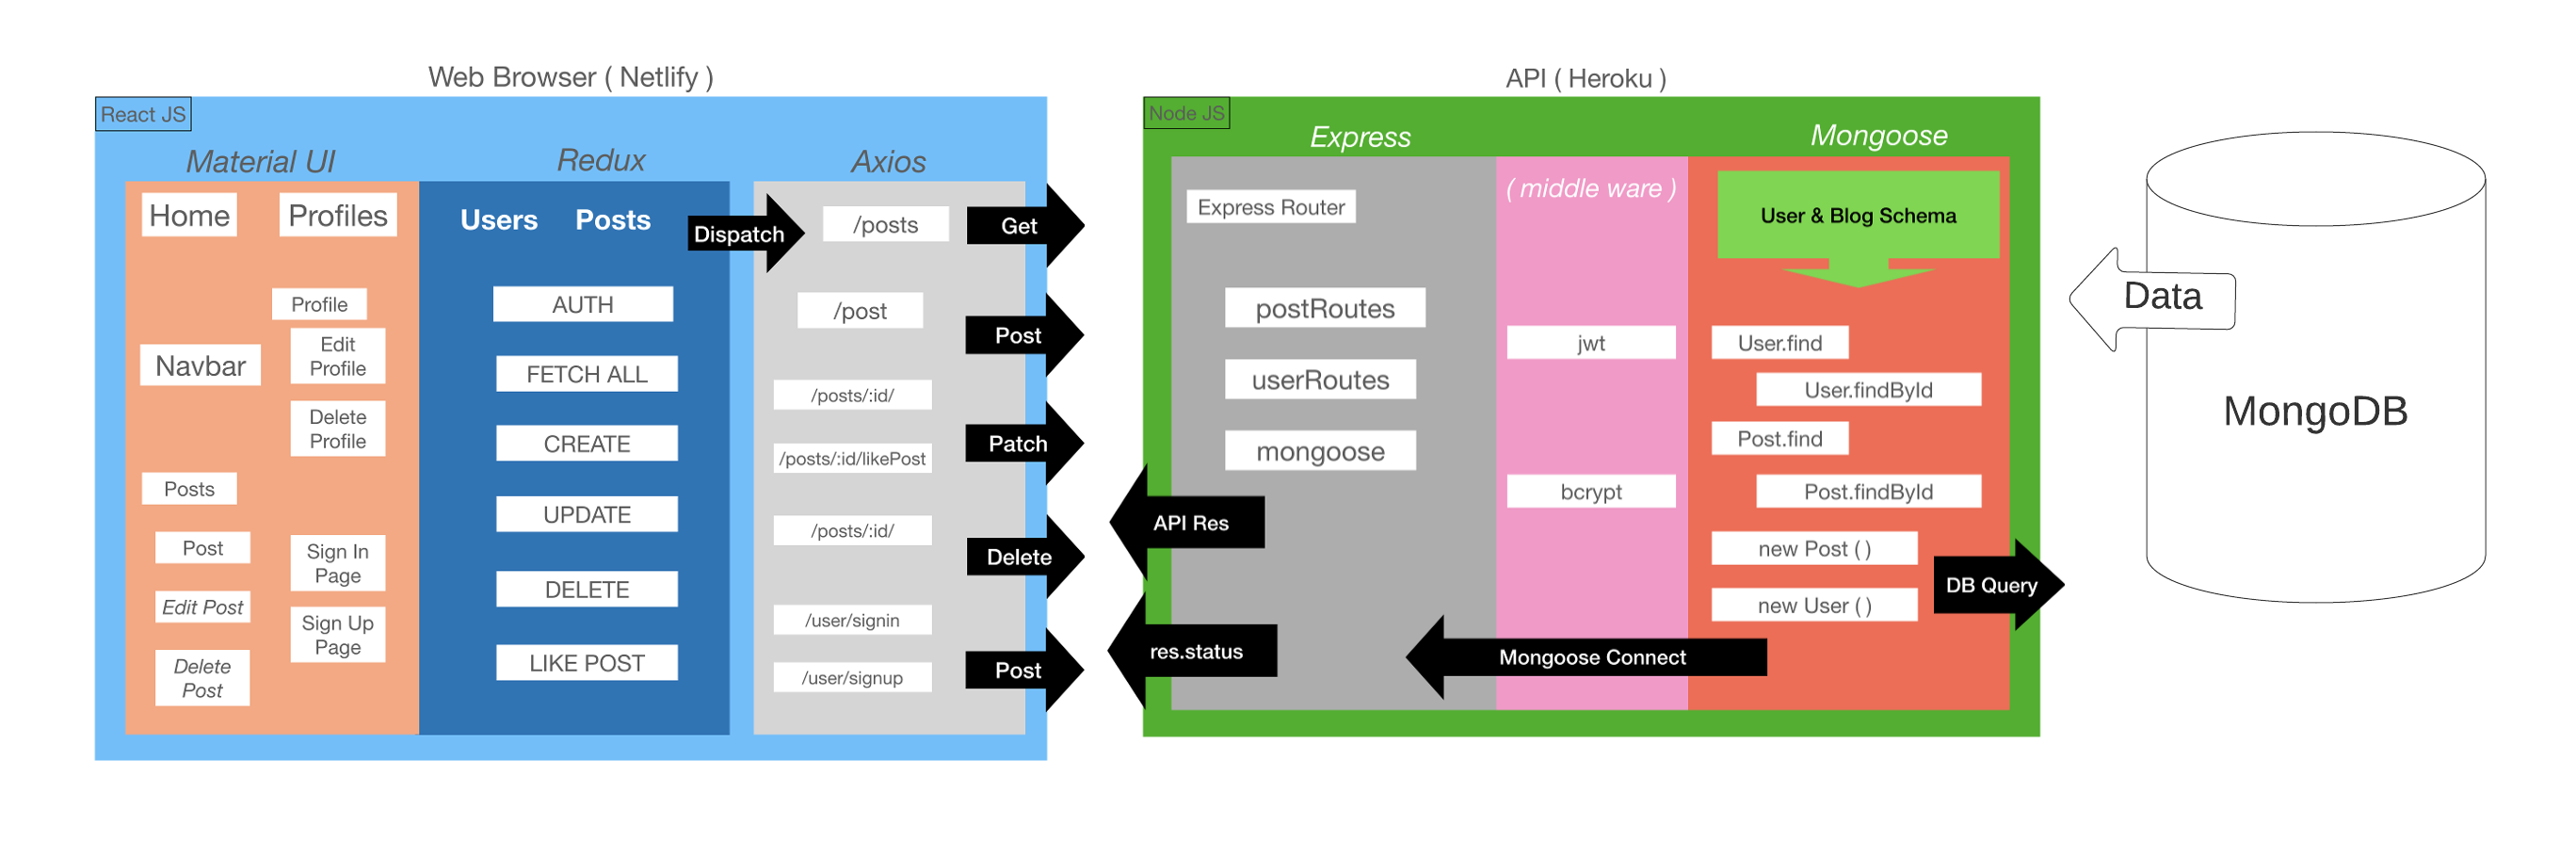 Web Browser ( Netlify )
React JS
Material UI
Redux
Axios
Home
Profiles
Profile
Edit
Profile
Navbar
Delete
Profile
Posts
Post
Sign In
Page
Edit Post
Sign Up
Page
Delete
Post
Users
Posts
Dispatch
AUTH
FETCH ALL
CREATE
UPDATE
DELETE
LIKE POST
/posts
/post
/posts/:id/
/posts/:id/likePost
/posts/:id/
/user/signin
/user/signup
Get
Post
Patch
Delete
Post
API ( Heroku )
Node JS
Express
Mongoose
Express Router
postRoutes
userRoutes
mongoose
API Res
res.status
( middle ware )
jwt
bcrypt
User & Blog Schema
User.find
User.findById
Post.find
Post.findById
new Post ( )
new User ( )
DB Query
Mongoose Connect
Data
MongoDB